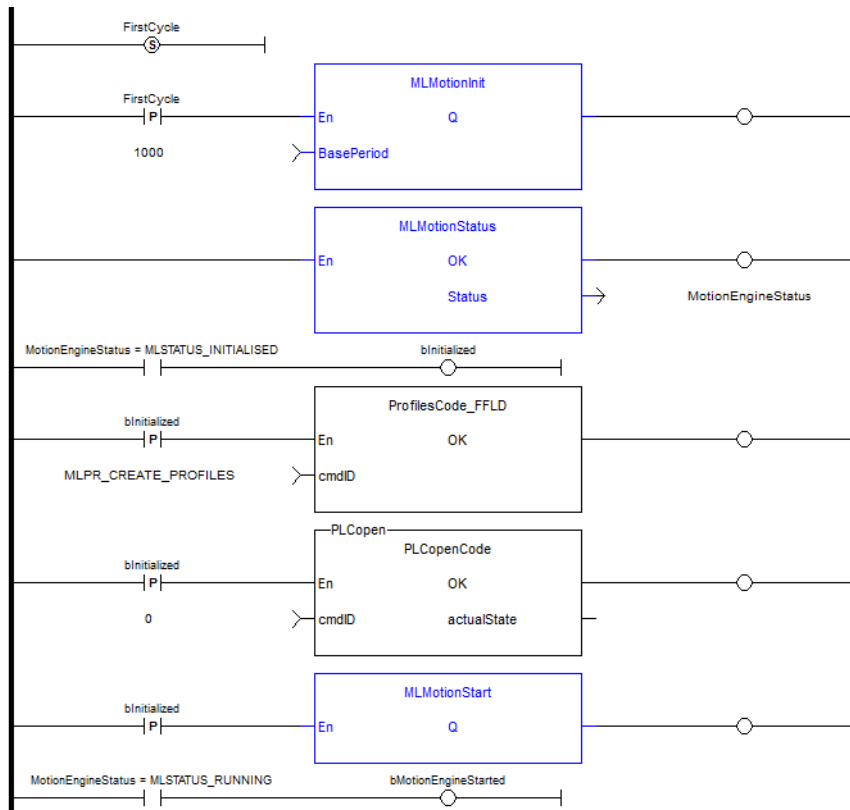 FirstCycle
S
FirstCycle
P
MLMotionInit
En Q
1000
BasePeriod
MLMotionStatus
En OK
Status
MotionEngineStatus
MotionEngineStatus = MLSTATUS_INITIALISED
bInitialized
ProfilesCode_FFLD
bInitialized
P
En OK
MLPR_CREATE_PROFILES
cmdID
PLCopen
PLCopenCode
bInitialized
P
En OK
0
cmdID actualState
MLMotionStart
bInitialized
P
En Q
MotionEngineStatus = MLSTATUS_RUNNING
bMotionEngineStarted